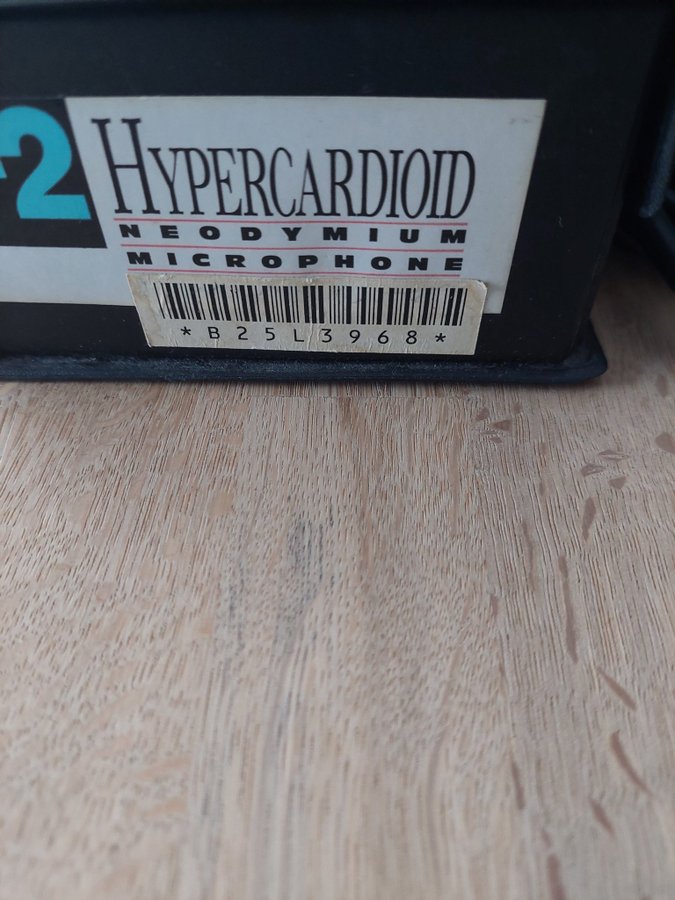 2
HYPERCARDIOID
NEODYMIUM
MICROPHONE
*B25L3968*